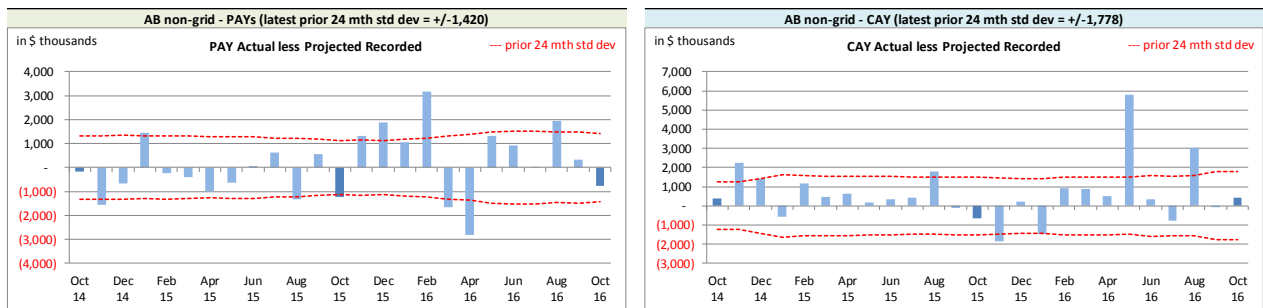 AB non-grid - PAYs (latest prior 24 mth std dev = +/-1,420)
in $ thousands
PAY Actual less Projected Recorded
--- prior 24 mth std dev
4,000
3,000
2,000
1,000
-
(1,000)
(2,000)
(3,000)
(4,000)
Oct Dec Feb Apr Jun Aug Oct Dec Feb Apr Jun Aug Oct
14 14 15 15 15 15 15 15 16 16 16 16 16
AB non-grid - CAY (latest prior 24 mth std dev = +/-1,778)
in $ thousands
CAY Actual less Projected Recorded
--- prior 24 mth std dev
7,000
6,000
5,000
4,000
3,000
2,000
1,000
-
(1,000)
(2,000)
(3,000)
Oct Dec Feb Apr Jun Aug Oct Dec Feb Apr Jun Aug Oct
14 14 15 15 15 15 15 15 16 16 16 16 16